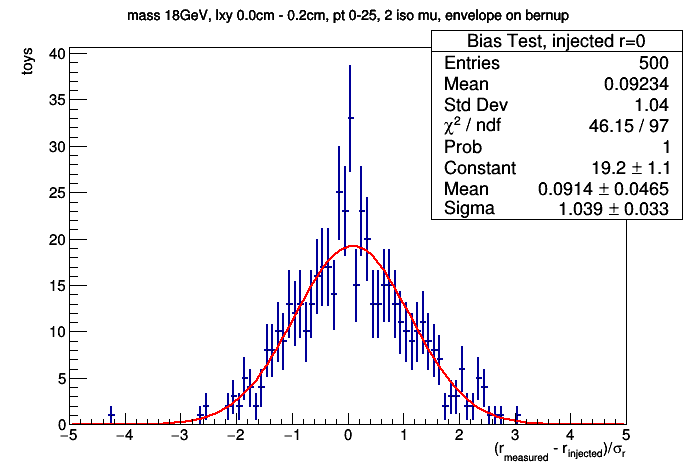 mass 18GeV, lxy 0.0cm - 0.2cm, pt 0-25, 2 iso mu, envelope on bernup
Bias Test, injected r=0
Entries 500
Mean 0.09234
Std Dev 1.04
χ² / ndf 46.15 / 97
Prob 1
Constant 19.2 ± 1.1
Mean 0.0914 ± 0.0465
Sigma 1.039 ± 0.033
toys
40
35
30
25
20
15
10
5
0
−5 −4 −3 −2 −1 0 1 2 3 4 5
(r_measured - r_injected)/σ_r